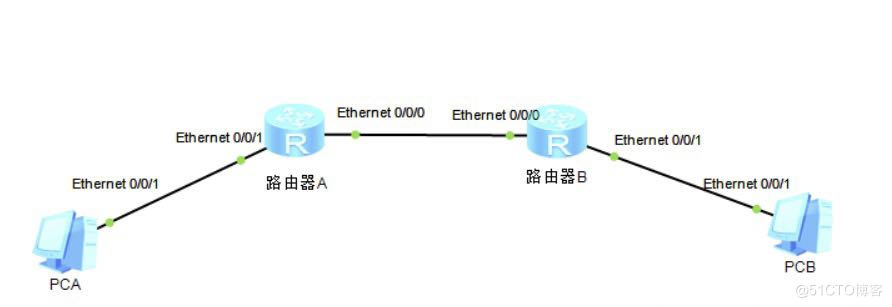 Ethernet 0/0/0
Ethernet 0/0/0
Ethernet 0/0/1
R
R
Ethernet 0/0/1
路由器A
路由器B
Ethernet 0/0/1
Ethernet 0/0/1
PCA
PCB
@51CTO博客